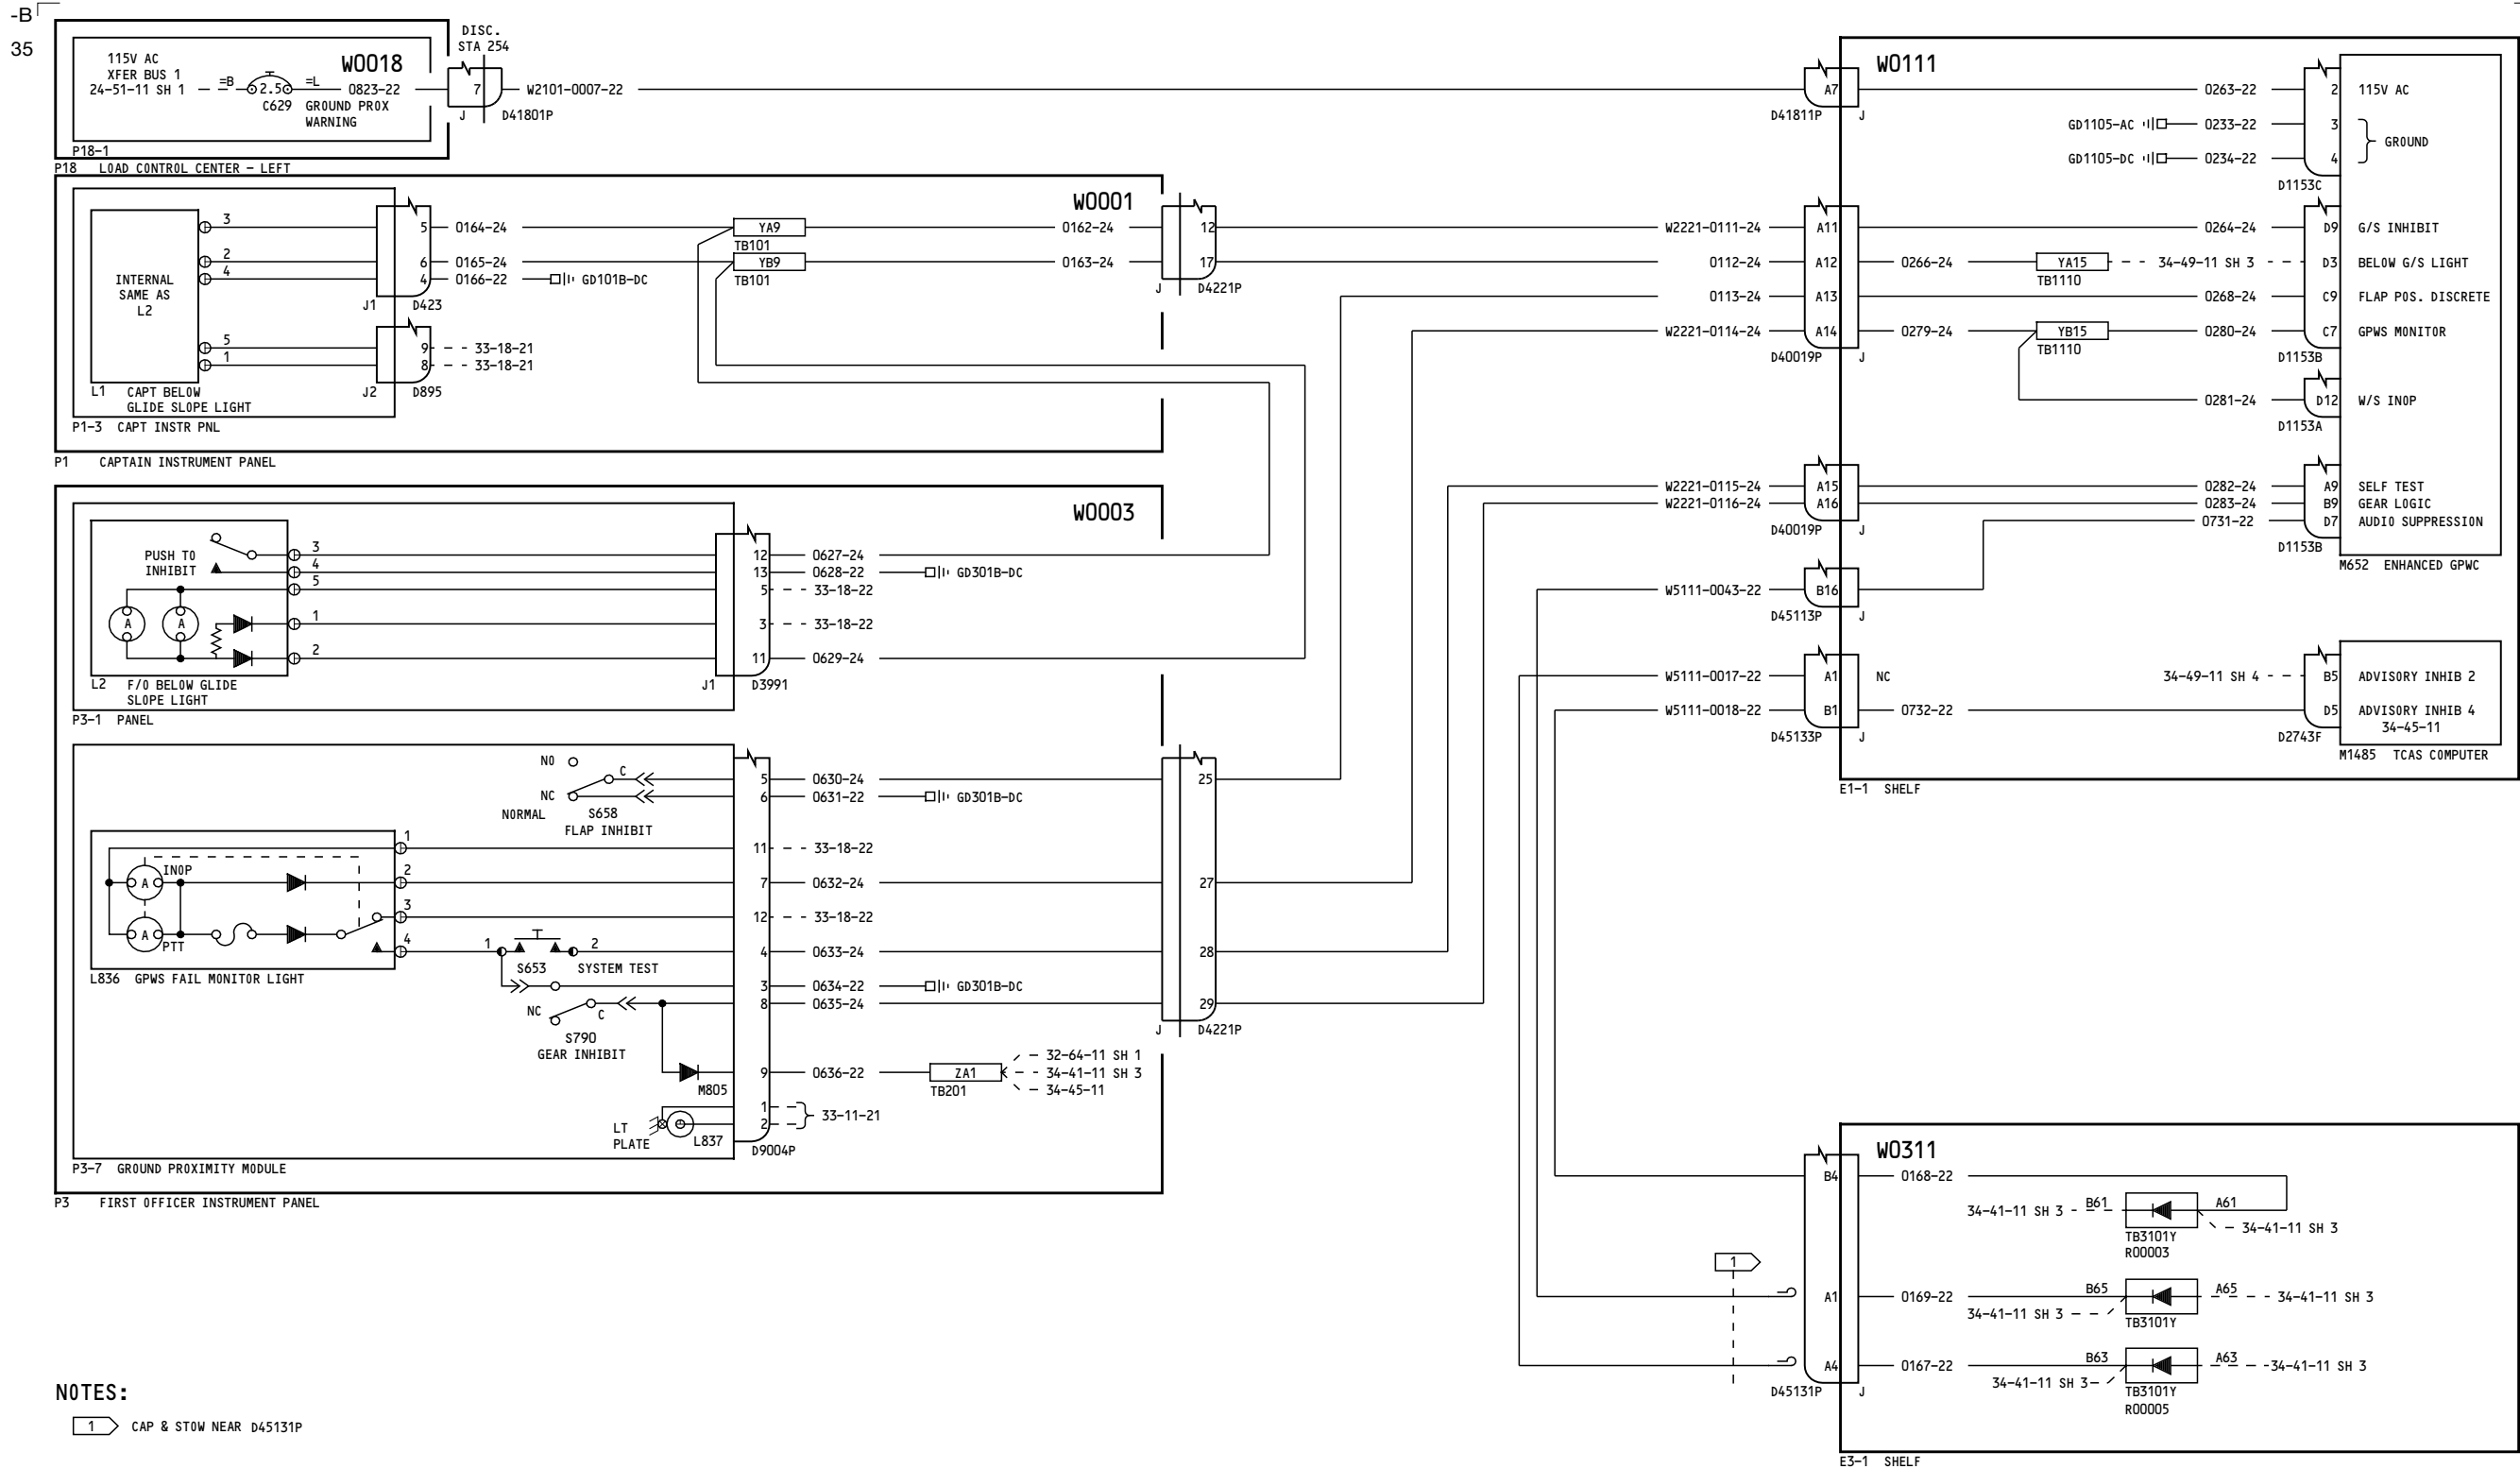 -B
35
115V AC
XFER BUS 1
24-51-11 SH 1
=B
2.5
=L
C629
GROUND PROX
WARNING
W0018
0823-22
P18-1
P18 LOAD CONTROL CENTER - LEFT
DISC.
STA 254
7
J
D41801P
W2101-0007-22
W0001
INTERNAL
SAME AS
L2
3
2
4
5
1
L1 CAPT BELOW
GLIDE SLOPE LIGHT
J1
D423
5
6
4
J2
D895
9
8
0164-24
0165-24
0166-22
GD101B-DC
33-18-21
33-18-21
YA9
TB101
YB9
TB101
0162-24
0163-24
12
17
J
D4221P
P1-3 CAPT INSTR PNL
P1 CAPTAIN INSTRUMENT PANEL
W0003
PUSH TO
INHIBIT
A
A
3
4
5
1
2
L2 F/O BELOW GLIDE
SLOPE LIGHT
J1
D3991
12
13
5
3
11
0627-24
0628-22
GD301B-DC
33-18-22
33-18-22
0629-24
P3-1 PANEL
NO
NC
C
NORMAL
S658
FLAP INHIBIT
INOP
A
A
PTT
1
2
3
4
L836 GPWS FAIL MONITOR LIGHT
1
2
S653
SYSTEM TEST
NC
C
S790
GEAR INHIBIT
M805
LT
PLATE
L837
5
6
11
7
12
4
3
8
9
1
2
D9004P
0630-24
0631-22
GD301B-DC
33-18-22
0632-24
33-18-22
0633-24
0634-22
GD301B-DC
0635-24
0636-22
ZA1
TB201
32-64-11 SH 1
34-41-11 SH 3
34-45-11
33-11-21
25
27
28
29
J
D4221P
P3-7 GROUND PROXIMITY MODULE
P3 FIRST OFFICER INSTRUMENT PANEL
W0111
A7
D41811P
J
0263-22
GD1105-AC
0233-22
GD1105-DC
0234-22
2
3
4
115V AC
GROUND
D1153C
W2221-0111-24
0112-24
0113-24
W2221-0114-24
A11
A12
A13
A14
D40019P
J
0264-24
0266-24
YA15
TB1110
34-49-11 SH 3
0268-24
0279-24
YB15
TB1110
0280-24
D9
D3
C9
C7
G/S INHIBIT
BELOW G/S LIGHT
FLAP POS. DISCRETE
GPWS MONITOR
D1153B
0281-24
D12
W/S INOP
D1153A
W2221-0115-24
W2221-0116-24
A15
A16
D40019P
J
0282-24
0283-24
0731-22
A9
B9
D7
SELF TEST
GEAR LOGIC
AUDIO SUPPRESSION
D1153B
M652 ENHANCED GPWC
W5111-0043-22
B16
D45113P
J
W5111-0017-22
W5111-0018-22
A1
B1
D45133P
J
NC
0732-22
34-49-11 SH 4
B5
D5
ADVISORY INHIB 2
ADVISORY INHIB 4
34-45-11
D2743F
M1485 TCAS COMPUTER
E1-1 SHELF
W0311
B4
0168-22
34-41-11 SH 3
B61
A61
34-41-11 SH 3
TB3101Y
R00003
1
A1
0169-22
B65
A65
34-41-11 SH 3
34-41-11 SH 3
TB3101Y
A4
0167-22
B63
A63
34-41-11 SH 3
34-41-11 SH 3
TB3101Y
R00005
D45131P
J
E3-1 SHELF
NOTES:
1 CAP & STOW NEAR D45131P